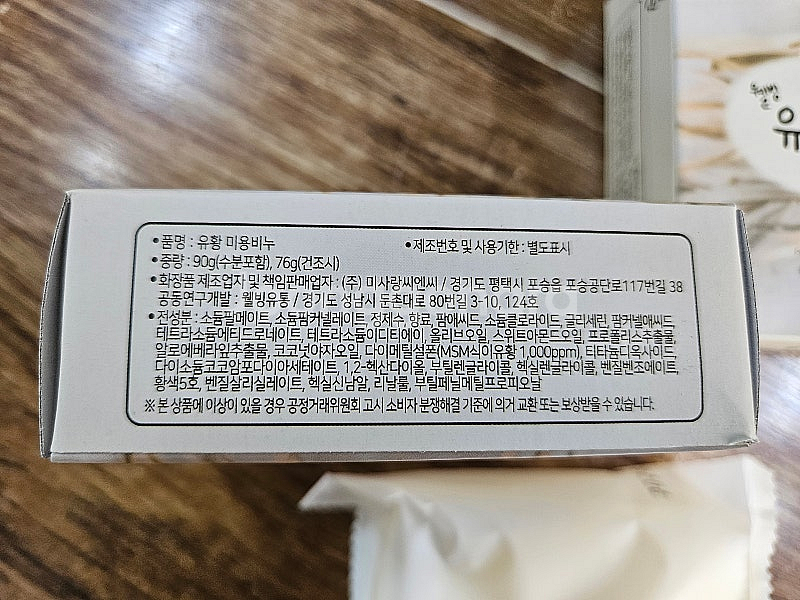 웰빙
유
•품명 : 유황 미용비누 •제조번호 및 사용기한 : 별도표시
•중량 : 90g(수분포함), 76g(건조시)
•화장품 제조업자 및 책임판매업자 : (주) 미사랑씨엔씨 / 경기도 평택시 포승읍 포승공단로117번길 38
공동연구개발 : 웰빙유통 / 경기도 성남시 둔촌대로 80번길 3-10, 124호
•전성분 : 소듐팔메이트, 소듐팜커넬레이트, 정제수, 향료, 팜애씨드, 소듐클로라이드, 글리세린, 팜커넬애씨드,
테트라소듐에티드로네이트, 테트라소듐이디티에이, 올리브오일, 스위트아몬드오일, 프로폴리스추출물,
알로에베라잎추출물, 코코넛야자오일, 다이메틸설폰(MSM식이유황 1,000ppm), 티타늄디옥사이드,
다이소듐코코암포다이아세테이트, 1,2-헥산다이올, 부틸렌글라이콜, 헥실렌글라이콜, 벤질벤조에이트,
황색5호, 벤질살리실레이트, 헥실신남알, 리날룰, 부틸페닐메틸프로피오날
※ 본 상품에 이상이 있을 경우 공정거래위원회 고시 소비자 분쟁해결 기준에 의거 교환 또는 보상받을 수 있습니다.